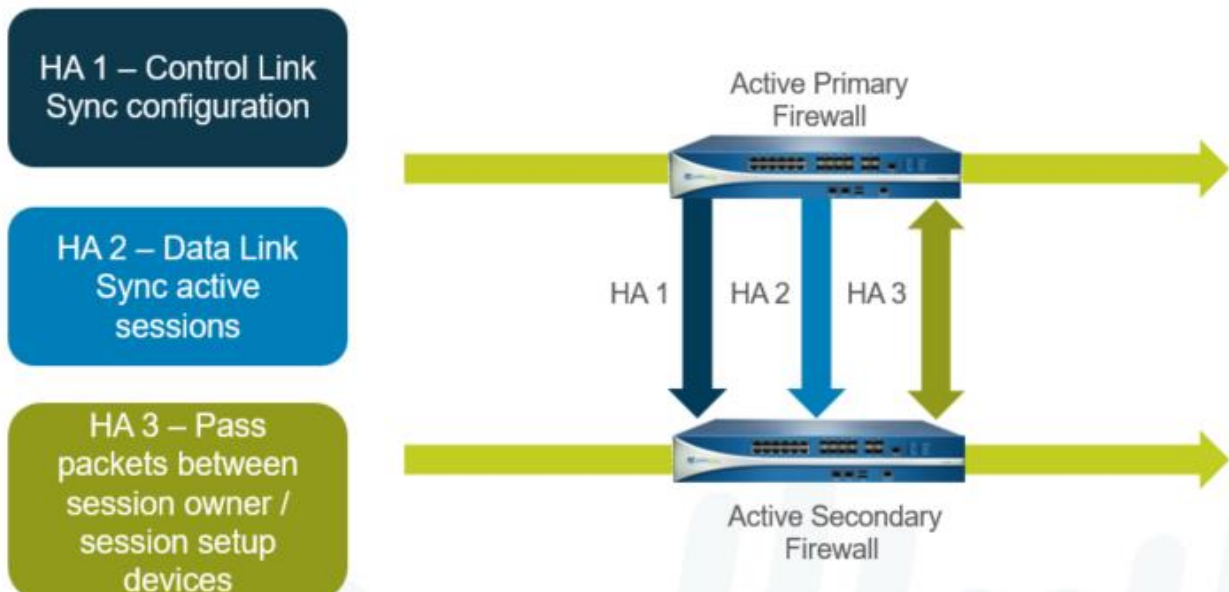 HA 1 – Control Link
Sync configuration
HA 2 – Data Link
Sync active
sessions
HA 3 – Pass
packets between
session owner /
session setup
devices
Active Primary
Firewall
HA 1
HA 2
HA 3
Active Secondary
Firewall